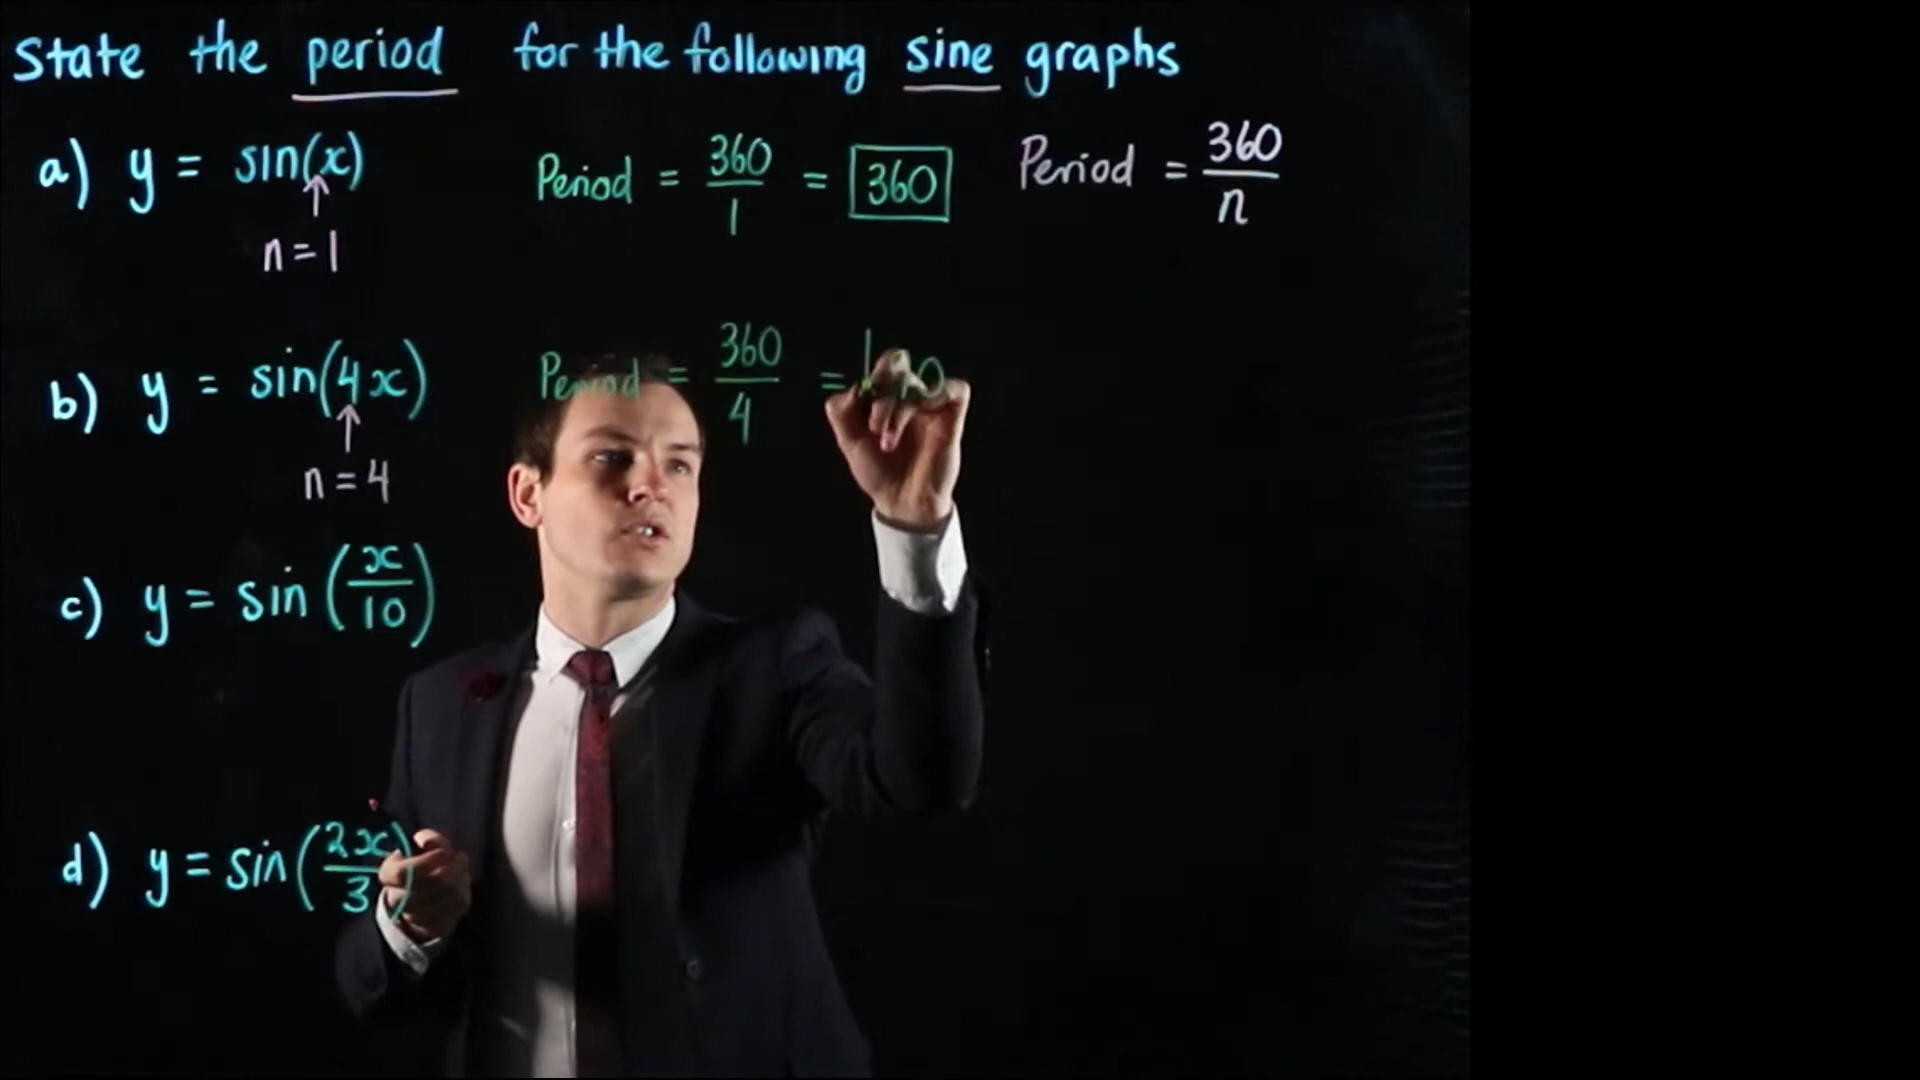 State the period for the following sine graphs
a) y = sin(x)
n = 1
Period = 360/1 = 360
Period = 360/n
b) y = sin(4x)
n = 4
Period = 360/4 =
c) y = sin(x/10)
d) y = sin(2x/3)